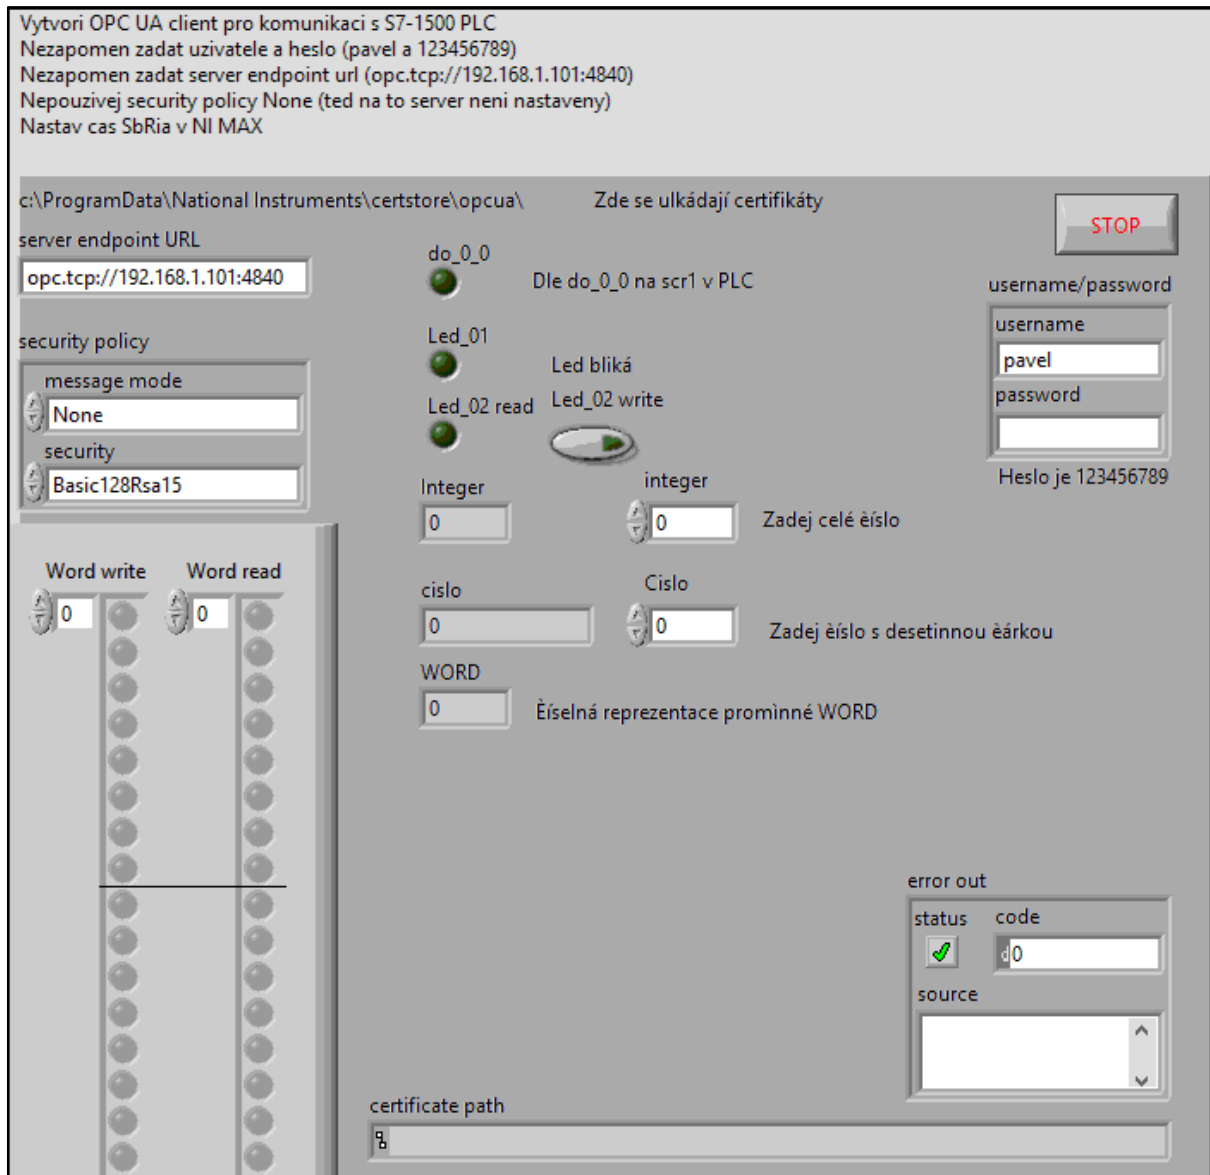 Vytvori OPC UA client pro komunikaci s S7-1500 PLC
Nezapomen zadat uzivatele a heslo (pavel a 123456789)
Nezapomen zadat server endpoint url (opc.tcp://192.168.1.101:4840)
Nepouzivej security policy None (ted na to server neni nastaveny)
Nastav cas SbRia v NI MAX
c:\ProgramData\National Instruments\certstore\opcua\ Zde se ulkádají certifikáty
STOP
server endpoint URL
opc.tcp://192.168.1.101:4840
do_0_0
Dle do_0_0 na scr1 v PLC
username/password
username
pavel
password
Heslo je 123456789
security policy
message mode
None
security
Basic128Rsa15
Led_01
Led bliká
Led_02 read
Led_02 write
Integer
0
integer
0
Zadej celé èíslo
Word write
0
Word read
0
cislo
0
Cislo
0
Zadej èíslo s desetinnou èárkou
WORD
0
Èíselná reprezentace promìnné WORD
error out
status
code
d0
source
certificate path